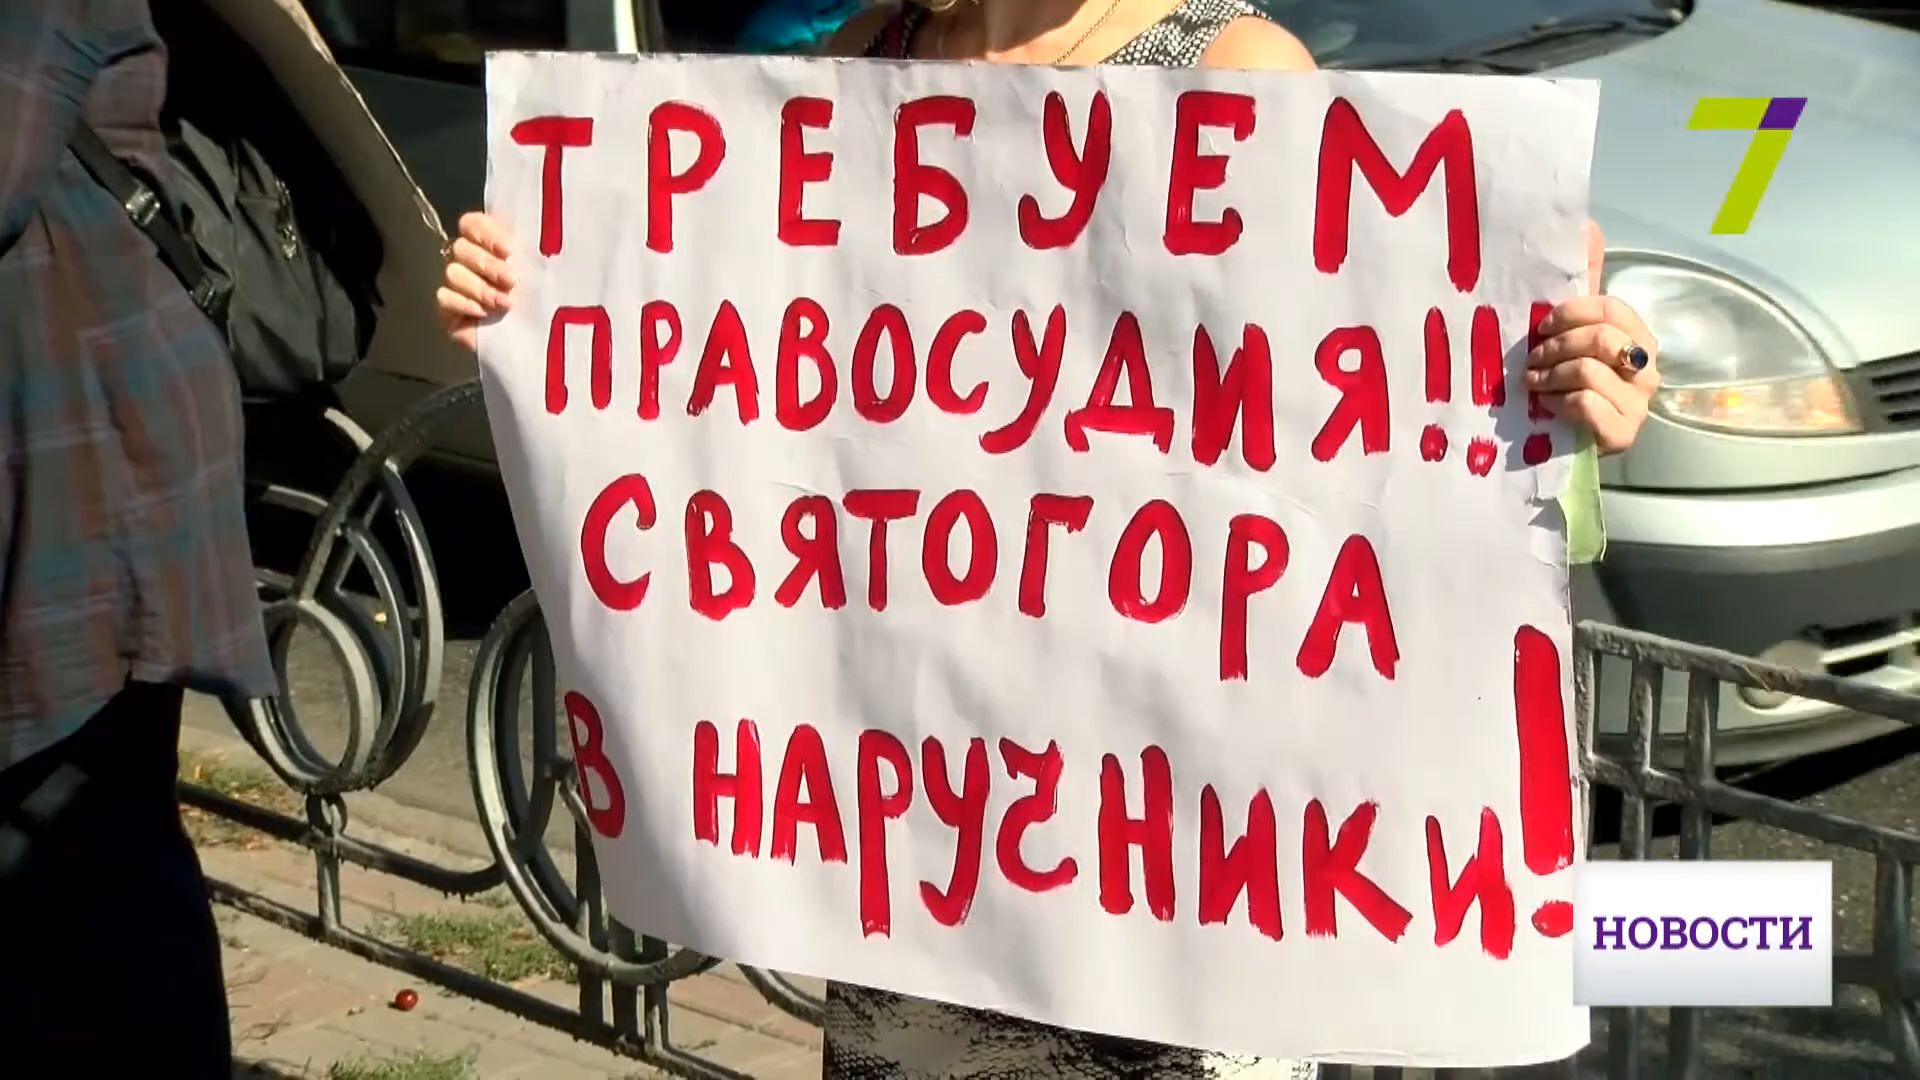 ТРЕБУЕМ
ПРАВОСУДИЯ!!!
СВЯТОГОРА
В НАРУЧНИКИ!
7
НОВОСТИ